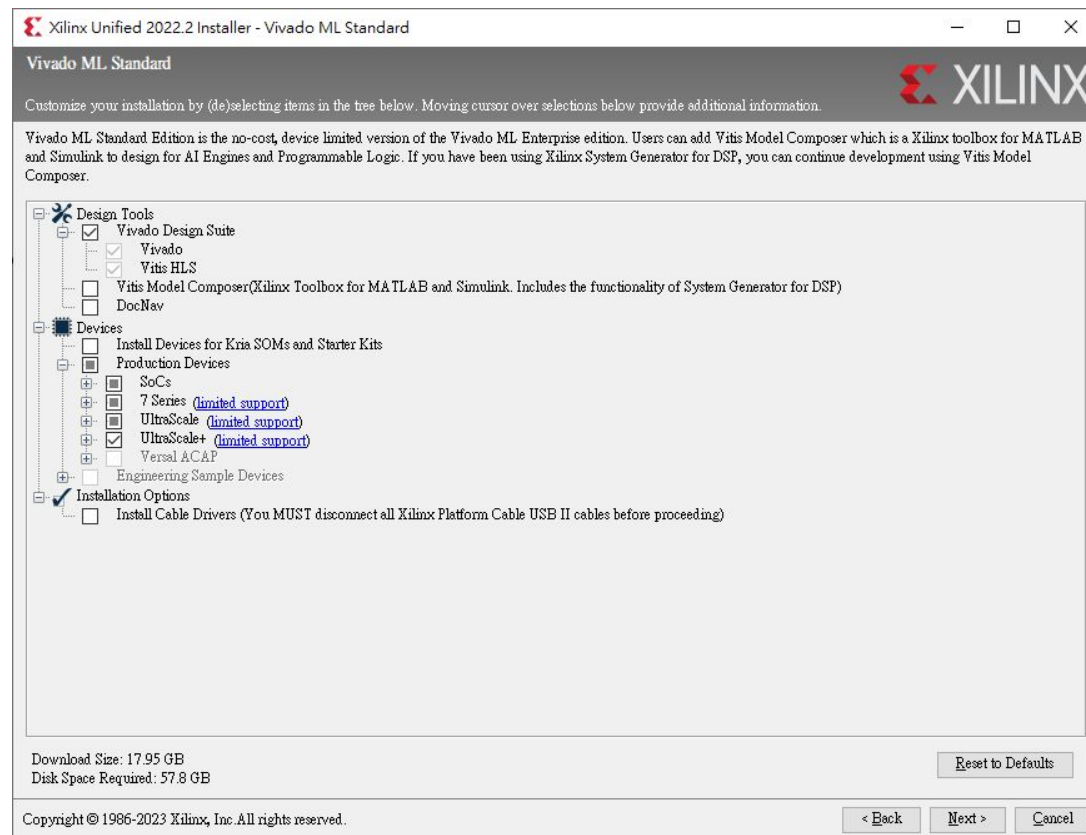 Xilinx Unified 2022.2 Installer - Vivado ML Standard
Vivado ML Standard
XILINX
Customize your installation by (de)selecting items in the tree below. Moving cursor over selections below provide additional information.
Vivado ML Standard Edition is the no-cost, device limited version of the Vivado ML Enterprise edition. Users can add Vitis Model Composer which is a Xilinx toolbox for MATLAB
and Simulink to design for AI Engines and Programmable Logic. If you have been using Xilinx System Generator for DSP, you can continue development using Vitis Model
Composer.
Design Tools
Vivado Design Suite
Vivado
Vitis HLS
Vitis Model Composer(Xilinx Toolbox for MATLAB and Simulink. Includes the functionality of System Generator for DSP)
DocNav
Devices
Install Devices for Kria SOMs and Starter Kits
Production Devices
SoCs
7 Series (limited support)
UltraScale (limited support)
UltraScale+ (limited support)
Versal ACAP
Engineering Sample Devices
Installation Options
Install Cable Drivers (You MUST disconnect all Xilinx Platform Cable USB II cables before proceeding)
Download Size: 17.95 GB
Disk Space Required: 57.8 GB
Reset to Defaults
Copyright © 1986-2023 Xilinx, Inc.All rights reserved.
< Back
Next >
Cancel